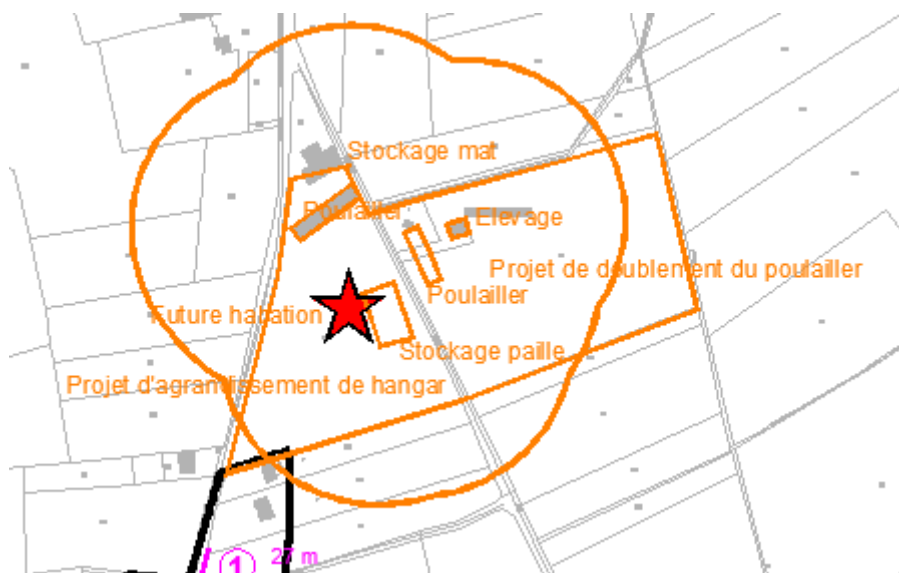 Stockage mat
Poulailler
Elevage
Projet de doublement du poulailler
Poulailler
Future habation
Stockage paille
Projet d'agrandissement de hangar
1
27 m